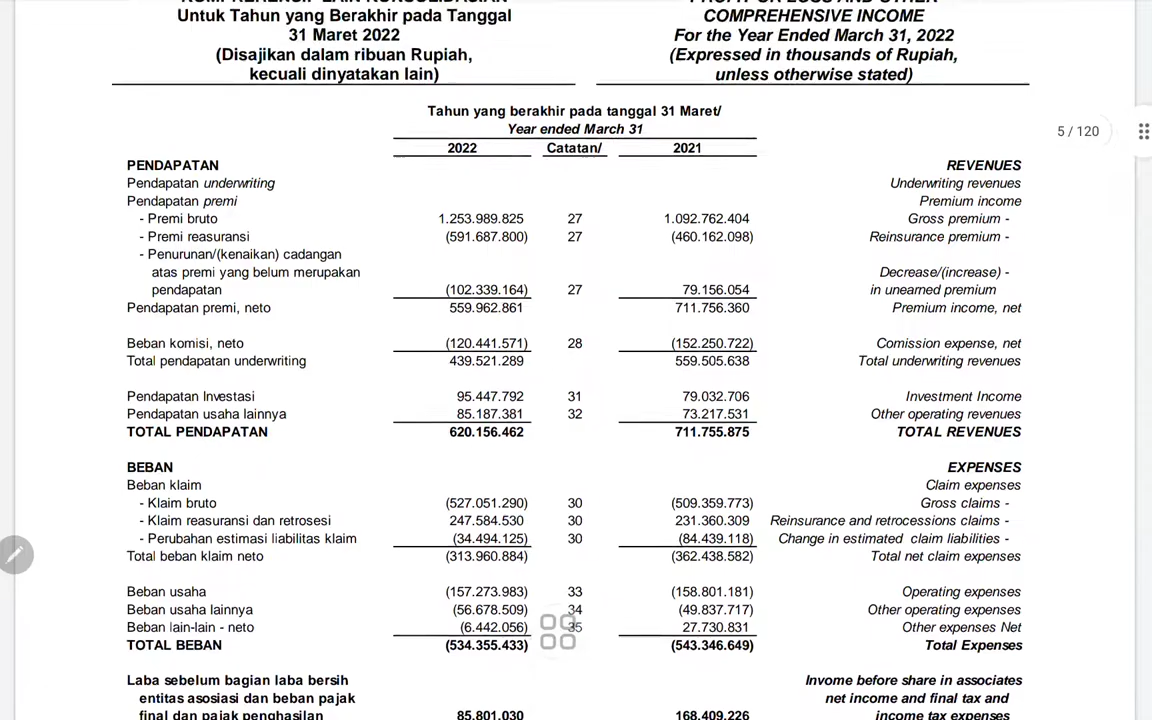 KOMPREHENSIF LAIN KONSOLIDASIAN PROFIT OR LOSS AND OTHER
Untuk Tahun yang Berakhir pada Tanggal COMPREHENSIVE INCOME
31 Maret 2022 For the Year Ended March 31, 2022
(Disajikan dalam ribuan Rupiah, (Expressed in thousands of Rupiah,
kecuali dinyatakan lain) unless otherwise stated)
Tahun yang berakhir pada tanggal 31 Maret/
Year ended March 31
5 / 120
2022 Catatan/ 2021
PENDAPATAN REVENUES
Pendapatan underwriting Underwriting revenues
Pendapatan premi Premium income
- Premi bruto 1.253.989.825 27 1.092.762.404 Gross premium -
- Premi reasuransi (591.687.800) 27 (460.162.098) Reinsurance premium -
- Penurunan/(kenaikan) cadangan
atas premi yang belum merupakan Decrease/(increase) -
pendapatan (102.339.164) 27 79.156.054 in unearned premium
Pendapatan premi, neto 559.962.861 711.756.360 Premium income, net
Beban komisi, neto (120.441.571) 28 (152.250.722) Comission expense, net
Total pendapatan underwriting 439.521.289 559.505.638 Total underwriting revenues
Pendapatan Investasi 95.447.792 31 79.032.706 Investment Income
Pendapatan usaha lainnya 85.187.381 32 73.217.531 Other operating revenues
TOTAL PENDAPATAN 620.156.462 711.755.875 TOTAL REVENUES
BEBAN EXPENSES
Beban klaim Claim expenses
- Klaim bruto (527.051.290) 30 (509.359.773) Gross claims -
- Klaim reasuransi dan retrosesi 247.584.530 30 231.360.309 Reinsurance and retrocessions claims -
- Perubahan estimasi liabilitas klaim (34.494.125) 30 (84.439.118) Change in estimated claim liabilities -
Total beban klaim neto (313.960.884) (362.438.582) Total net claim expenses
Beban usaha (157.273.983) 33 (158.801.181) Operating expenses
Beban usaha lainnya (56.678.509) 34 (49.837.717) Other operating expenses
Beban lain-lain - neto (6.442.056) 35 27.730.831 Other expenses Net
TOTAL BEBAN (534.355.433) (543.346.649) Total Expenses
Laba sebelum bagian laba bersih Invome before share in associates
entitas asosiasi dan beban pajak net income and final tax and
final dan pajak penghasilan 85.801.030 168.409.226 income tax expenses